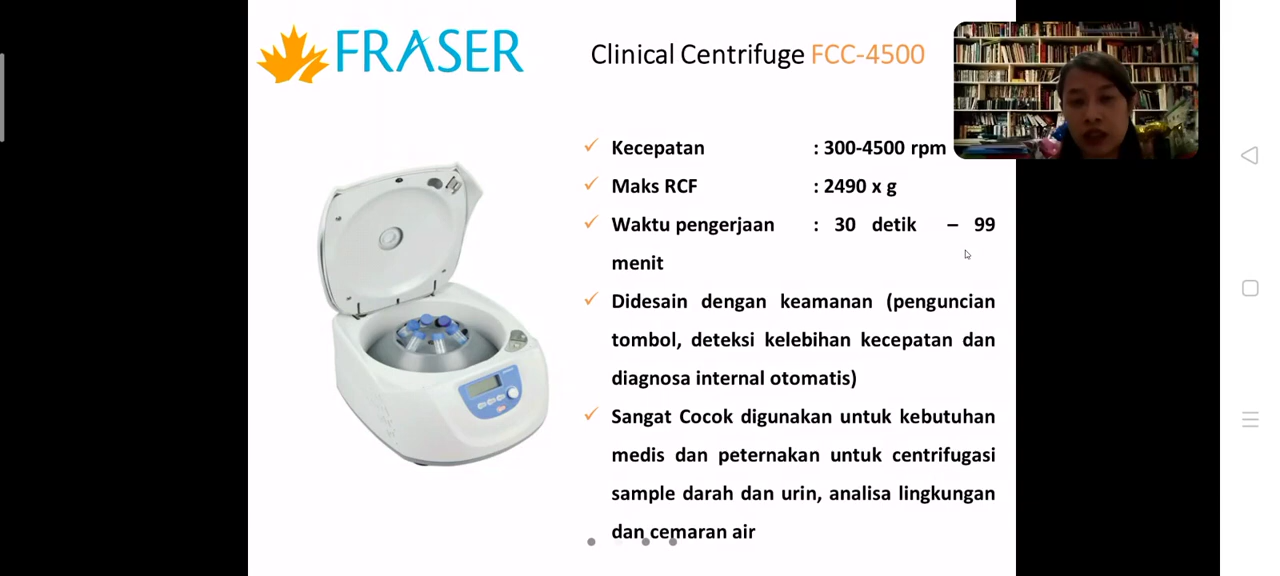 FRASER
Clinical Centrifuge FCC-4500
Kecepatan : 300-4500 rpm
Maks RCF : 2490 x g
Waktu pengerjaan : 30 detik – 99
menit
Didesain dengan keamanan (penguncian
tombol, deteksi kelebihan kecepatan dan
diagnosa internal otomatis)
Sangat Cocok digunakan untuk kebutuhan
medis dan peternakan untuk centrifugasi
sample darah dan urin, analisa lingkungan
dan cemaran air